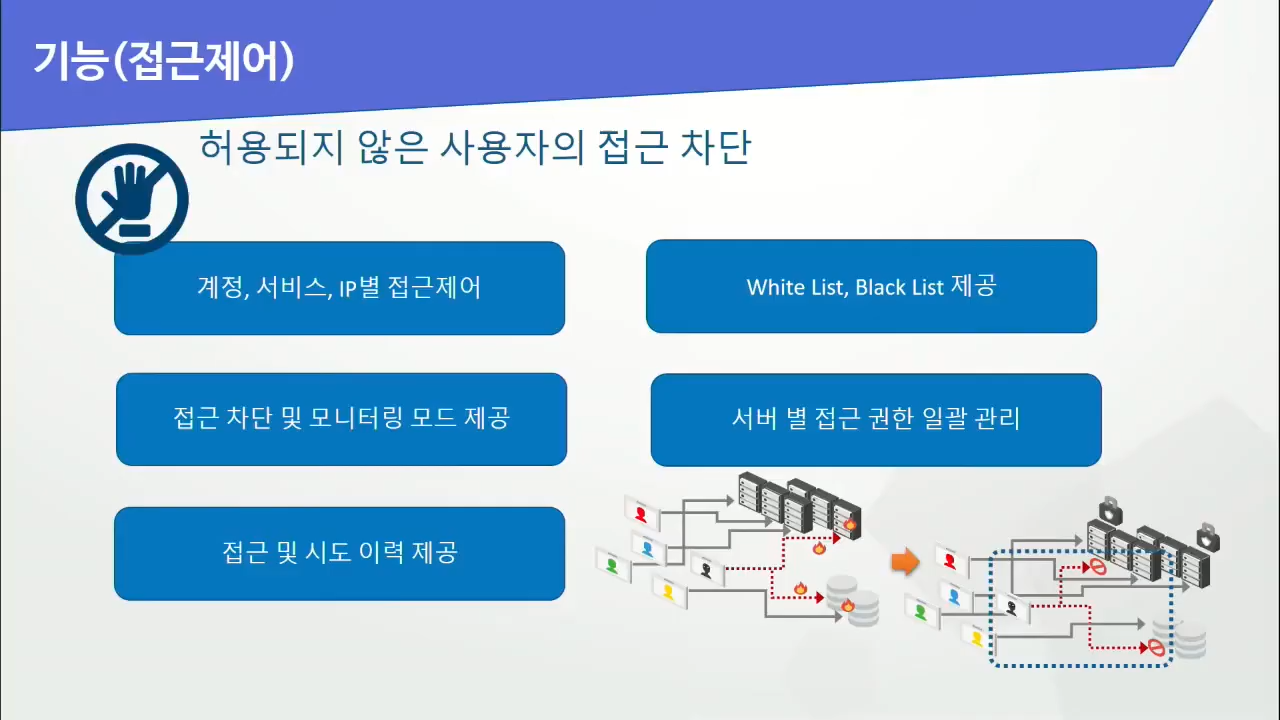 기능(접근제어)
허용되지 않은 사용자의 접근 차단
계정, 서비스, IP별 접근제어
White List, Black List 제공
접근 차단 및 모니터링 모드 제공
서버 별 접근 권한 일괄 관리
접근 및 시도 이력 제공